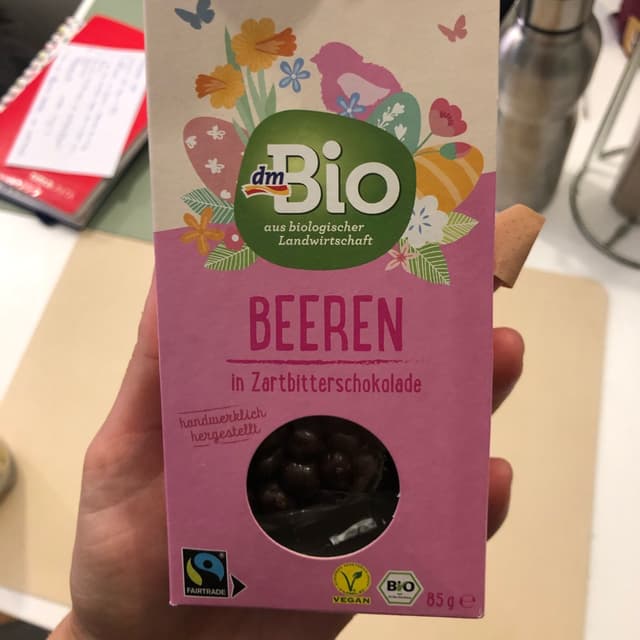 dm
Bio
aus biologischer
Landwirtschaft
BEEREN
in Zartbitterschokolade
handwerklich
hergestellt
FAIRTRADE
VEGAN
BIO
85 g e